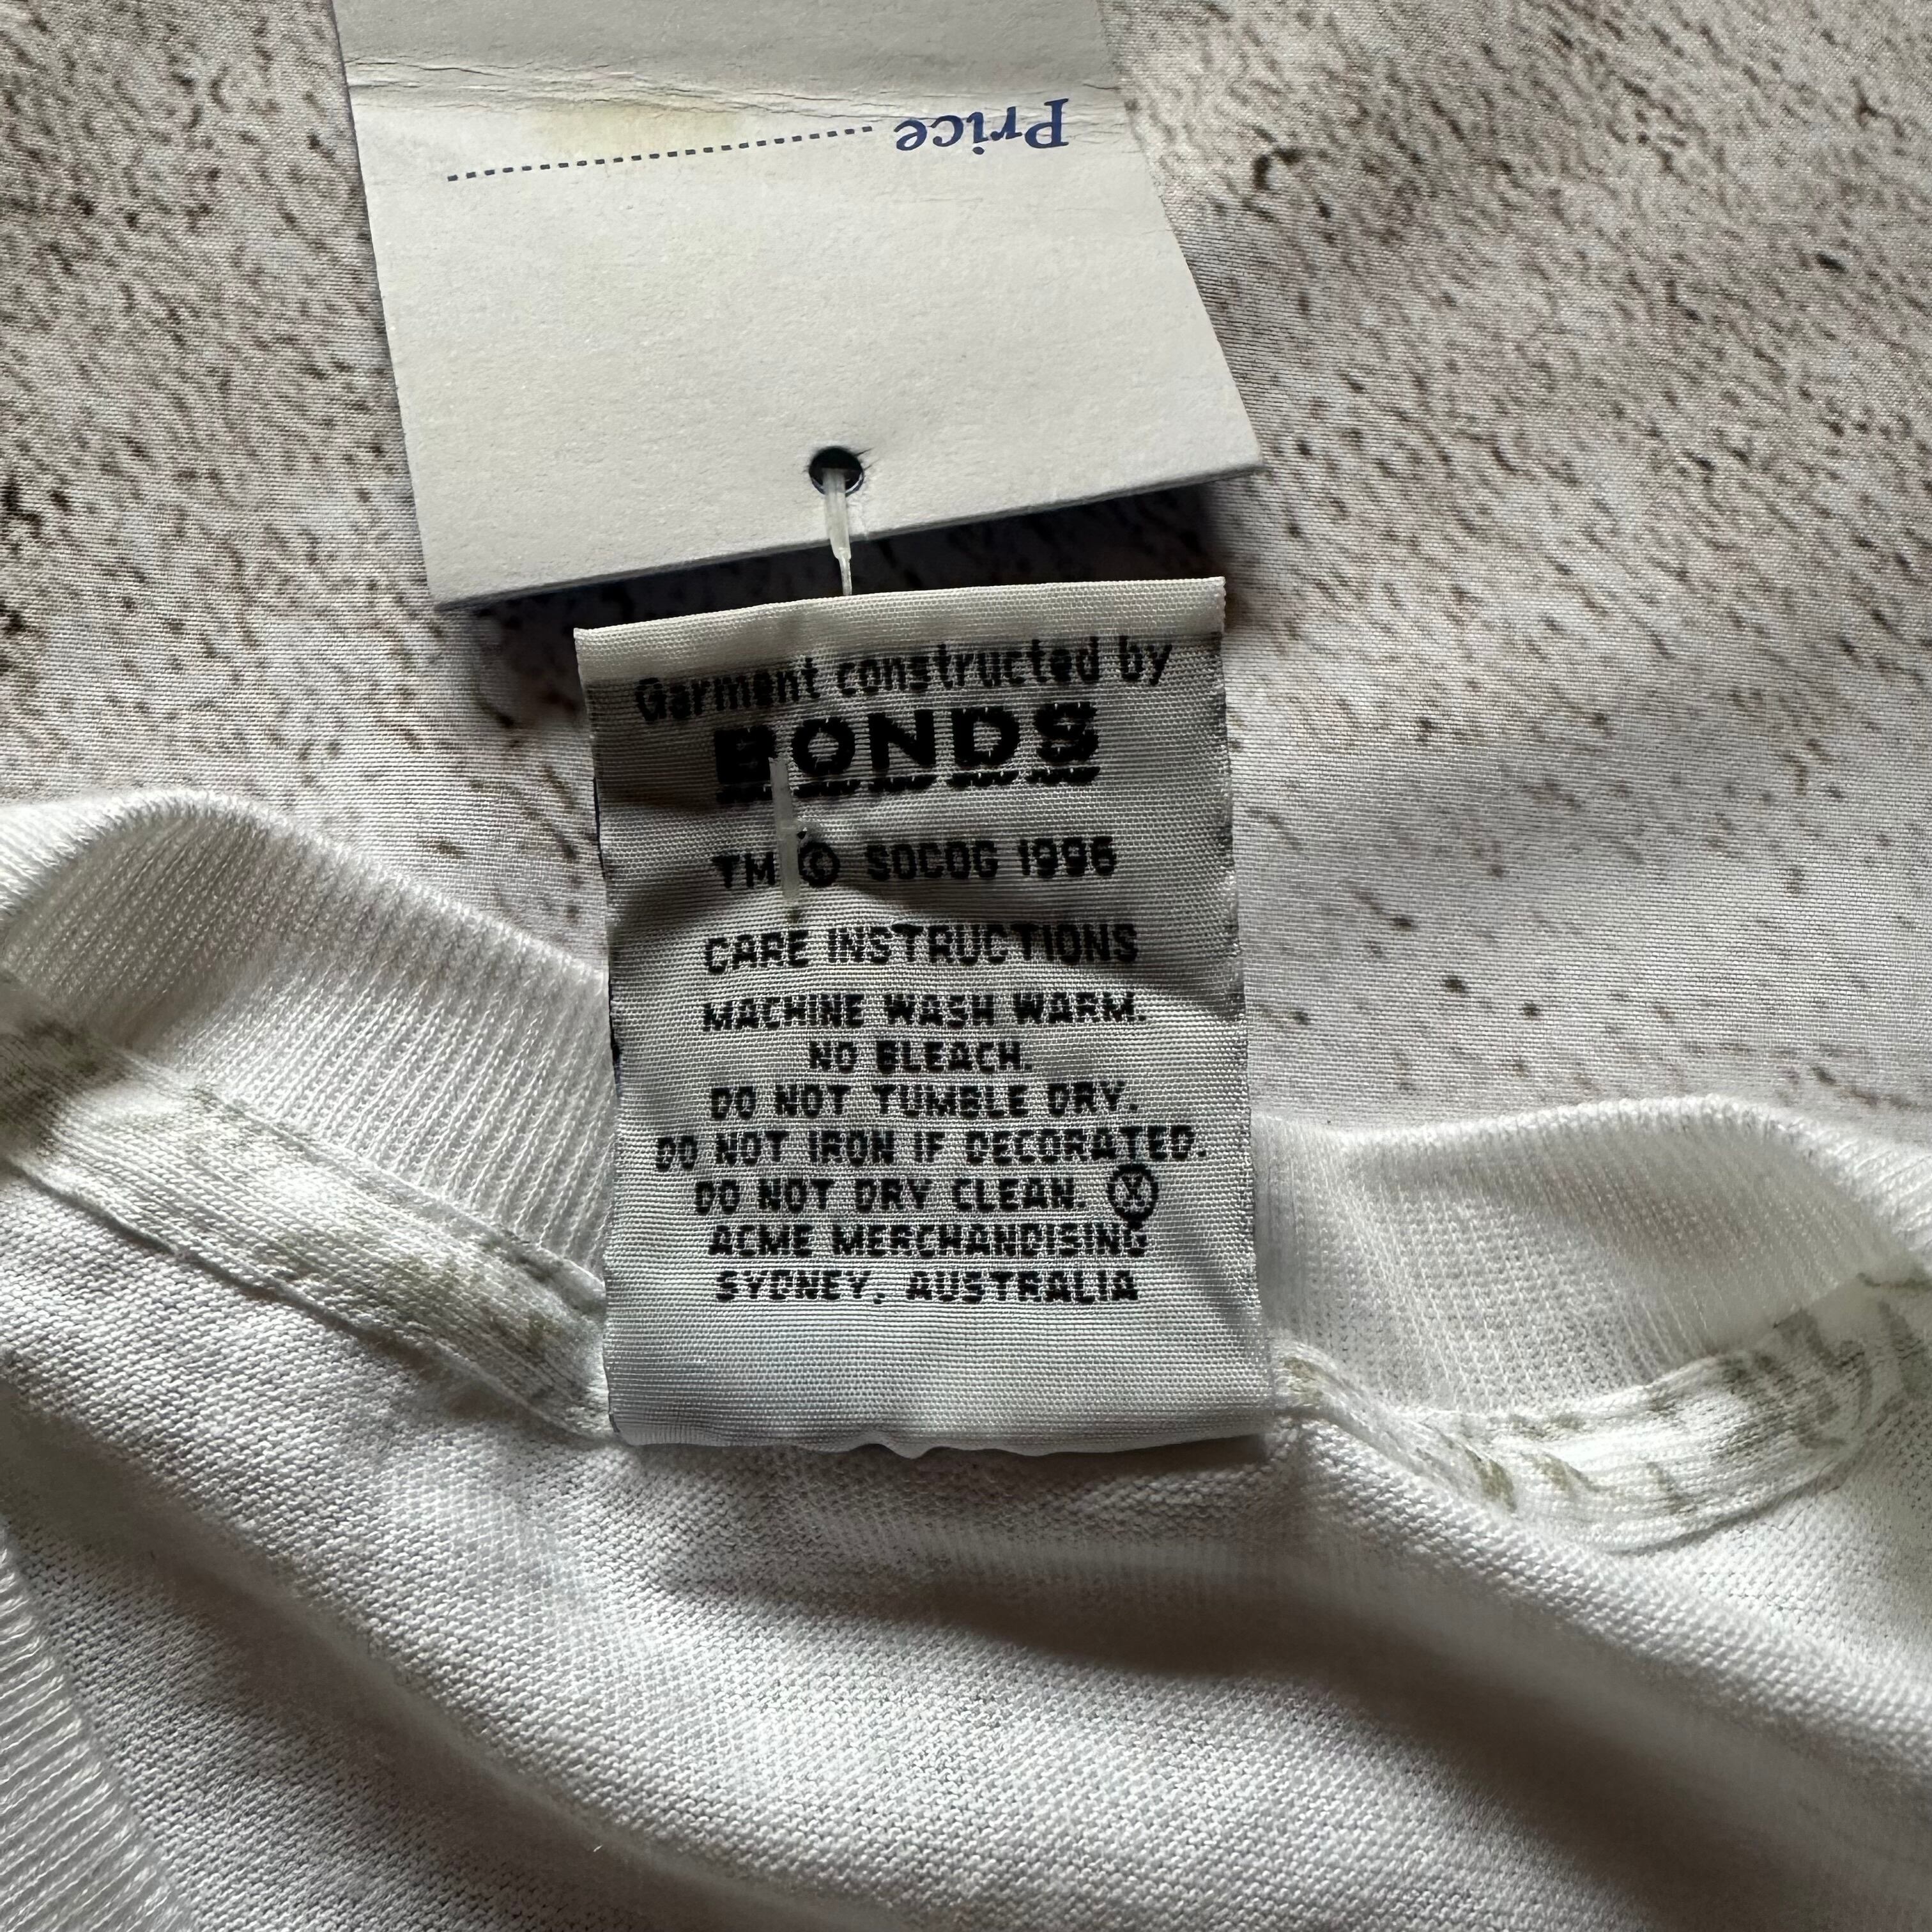 Price
Garment constructed by
BONDS
TM © SOCOG 1996
CARE INSTRUCTIONS
MACHINE WASH WARM.
NO BLEACH.
DO NOT TUMBLE DRY.
DO NOT IRON IF DECORATED.
DO NOT DRY CLEAN. Ⓧ
ACME MERCHANDISING
SYDNEY, AUSTRALIA